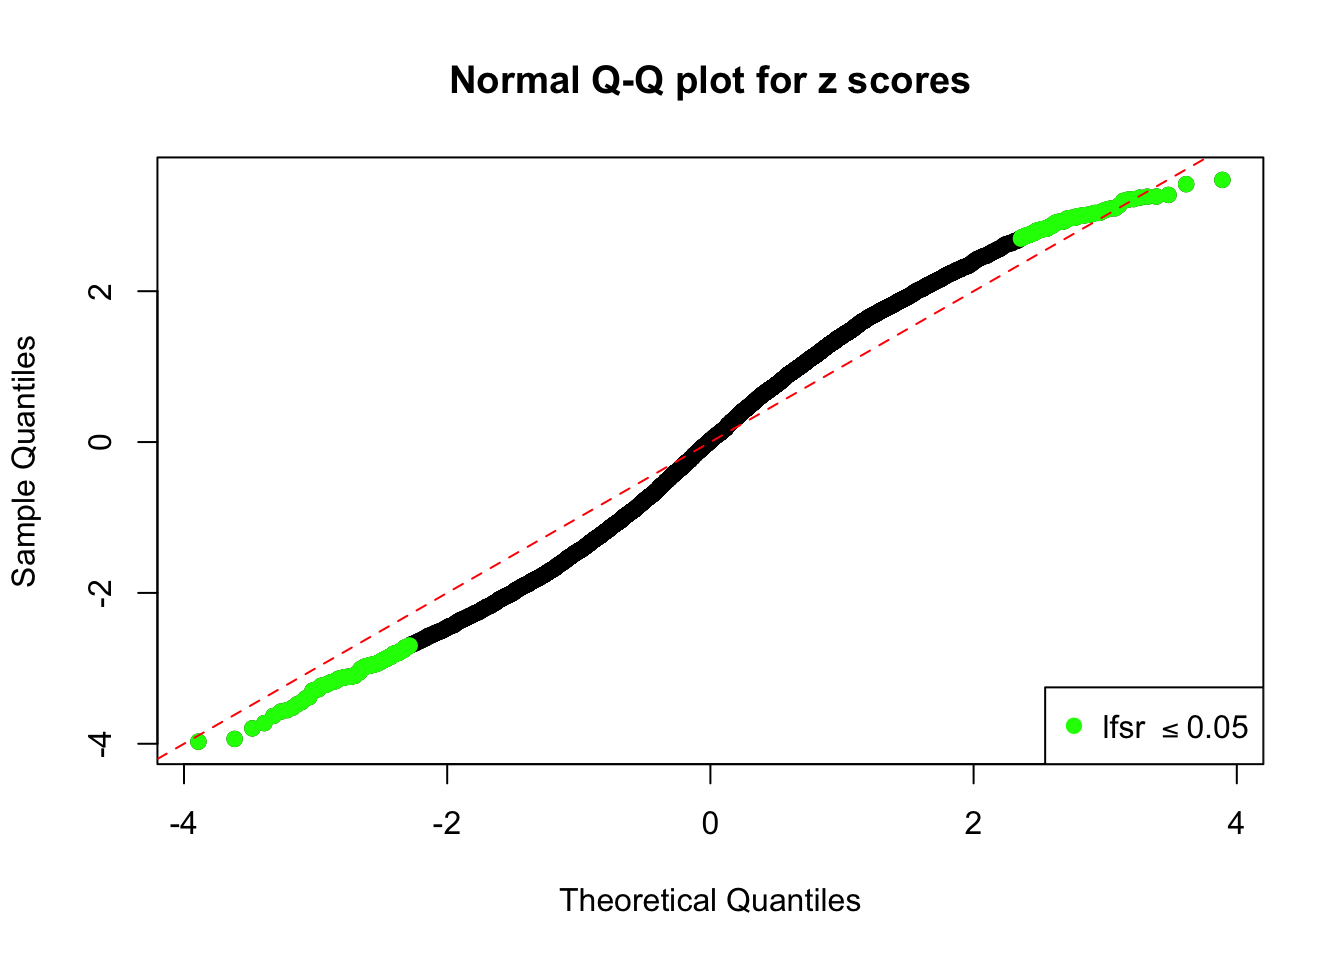 Normal Q-Q plot for z scores
Sample Quantiles
2
0
-2
-4
-4 -2 0 2 4
Theoretical Quantiles
lfsr ≤ 0.05